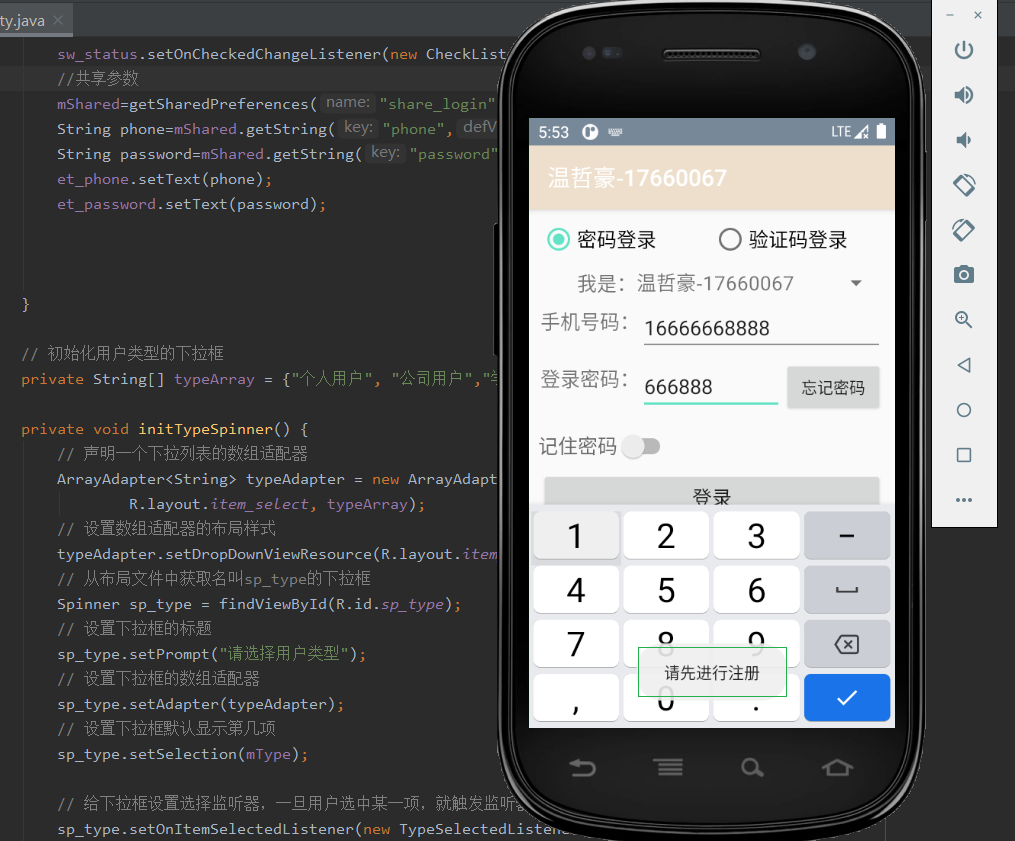 ty.java
sw_status.setOnCheckedChangeListener(new CheckList
//共享参数
mShared=getSharedPreferences( name: "share_login"
String phone=mShared.getString( key: "phone", defV
String password=mShared.getString( key: "password"
et_phone.setText(phone);
et_password.setText(password);
}
// 初始化用户类型的下拉框
private String[] typeArray = {"个人用户", "公司用户","
private void initTypeSpinner() {
// 声明一个下拉列表的数组适配器
ArrayAdapter<String> typeAdapter = new ArrayAdapt
R.layout.item_select, typeArray);
// 设置数组适配器的布局样式
typeAdapter.setDropDownViewResource(R.layout.item
// 从布局文件中获取名叫sp_type的下拉框
Spinner sp_type = findViewById(R.id.sp_type);
// 设置下拉框的标题
sp_type.setPrompt("请选择用户类型");
// 设置下拉框的数组适配器
sp_type.setAdapter(typeAdapter);
// 设置下拉框默认显示第几项
sp_type.setSelection(mType);
// 给下拉框设置选择监听器，一旦用户选中某一项，就触发监听
sp_type.setOnItemSelectedListener(new TypeSelectedListene
5:53 LTE
温哲豪-17660067
密码登录 验证码登录
我是: 温哲豪-17660067
手机号码: 16666668888
登录密码: 666888 忘记密码
记住密码
登录
1 2 3 –
4 5 6
7 8 9
请先进行注册
, 0 .